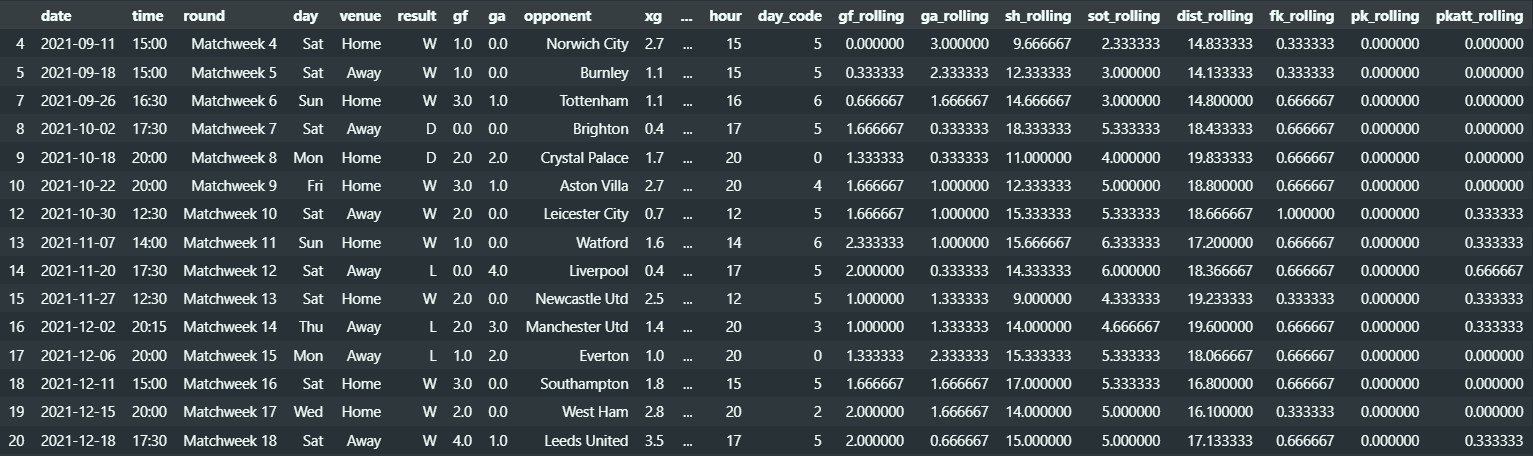 date time round day venue result gf ga opponent xg ... hour day_code gf_rolling ga_rolling sh_rolling sot_rolling dist_rolling fk_rolling pk_rolling pkatt_rolling
4 2021-09-11 15:00 Matchweek 4 Sat Home W 1.0 0.0 Norwich City 2.7 ... 15 5 0.000000 3.000000 9.666667 2.333333 14.833333 0.333333 0.000000 0.000000
5 2021-09-18 15:00 Matchweek 5 Sat Away W 1.0 0.0 Burnley 1.1 ... 15 5 0.333333 2.333333 12.333333 3.000000 14.133333 0.333333 0.000000 0.000000
7 2021-09-26 16:30 Matchweek 6 Sun Home W 3.0 1.0 Tottenham 1.1 ... 16 6 0.666667 1.666667 14.666667 3.000000 14.800000 0.666667 0.000000 0.000000
8 2021-10-02 17:30 Matchweek 7 Sat Away D 0.0 0.0 Brighton 0.4 ... 17 5 1.666667 0.333333 18.333333 5.333333 18.433333 0.666667 0.000000 0.000000
9 2021-10-18 20:00 Matchweek 8 Mon Home D 2.0 2.0 Crystal Palace 1.7 ... 20 0 1.333333 0.333333 11.000000 4.000000 19.833333 0.666667 0.000000 0.000000
10 2021-10-22 20:00 Matchweek 9 Fri Home W 3.0 1.0 Aston Villa 2.7 ... 20 4 1.666667 1.000000 12.333333 5.000000 18.800000 0.666667 0.000000 0.000000
12 2021-10-30 12:30 Matchweek 10 Sat Away W 2.0 0.0 Leicester City 0.7 ... 12 5 1.666667 1.000000 15.333333 5.333333 18.666667 1.000000 0.000000 0.333333
13 2021-11-07 14:00 Matchweek 11 Sun Home W 1.0 0.0 Watford 1.6 ... 14 6 2.333333 1.000000 15.666667 6.333333 17.200000 0.666667 0.000000 0.333333
14 2021-11-20 17:30 Matchweek 12 Sat Away L 0.0 4.0 Liverpool 0.4 ... 17 5 2.000000 0.333333 14.333333 6.000000 18.366667 0.666667 0.000000 0.666667
15 2021-11-27 12:30 Matchweek 13 Sat Home W 2.0 0.0 Newcastle Utd 2.5 ... 12 5 1.000000 1.333333 9.000000 4.333333 19.233333 0.333333 0.000000 0.333333
16 2021-12-02 20:15 Matchweek 14 Thu Away L 2.0 3.0 Manchester Utd 1.4 ... 20 3 1.000000 1.333333 14.000000 4.666667 19.600000 0.666667 0.000000 0.333333
17 2021-12-06 20:00 Matchweek 15 Mon Away L 1.0 2.0 Everton 1.0 ... 20 0 1.333333 2.333333 15.333333 5.333333 18.066667 0.666667 0.000000 0.000000
18 2021-12-11 15:00 Matchweek 16 Sat Home W 3.0 0.0 Southampton 1.8 ... 15 5 1.666667 1.666667 17.000000 5.333333 16.800000 0.666667 0.000000 0.000000
19 2021-12-15 20:00 Matchweek 17 Wed Home W 2.0 0.0 West Ham 2.8 ... 20 2 2.000000 1.666667 14.000000 5.000000 16.100000 0.333333 0.000000 0.000000
20 2021-12-18 17:30 Matchweek 18 Sat Away W 4.0 1.0 Leeds United 3.5 ... 17 5 2.000000 0.666667 15.000000 5.000000 17.133333 0.666667 0.000000 0.333333